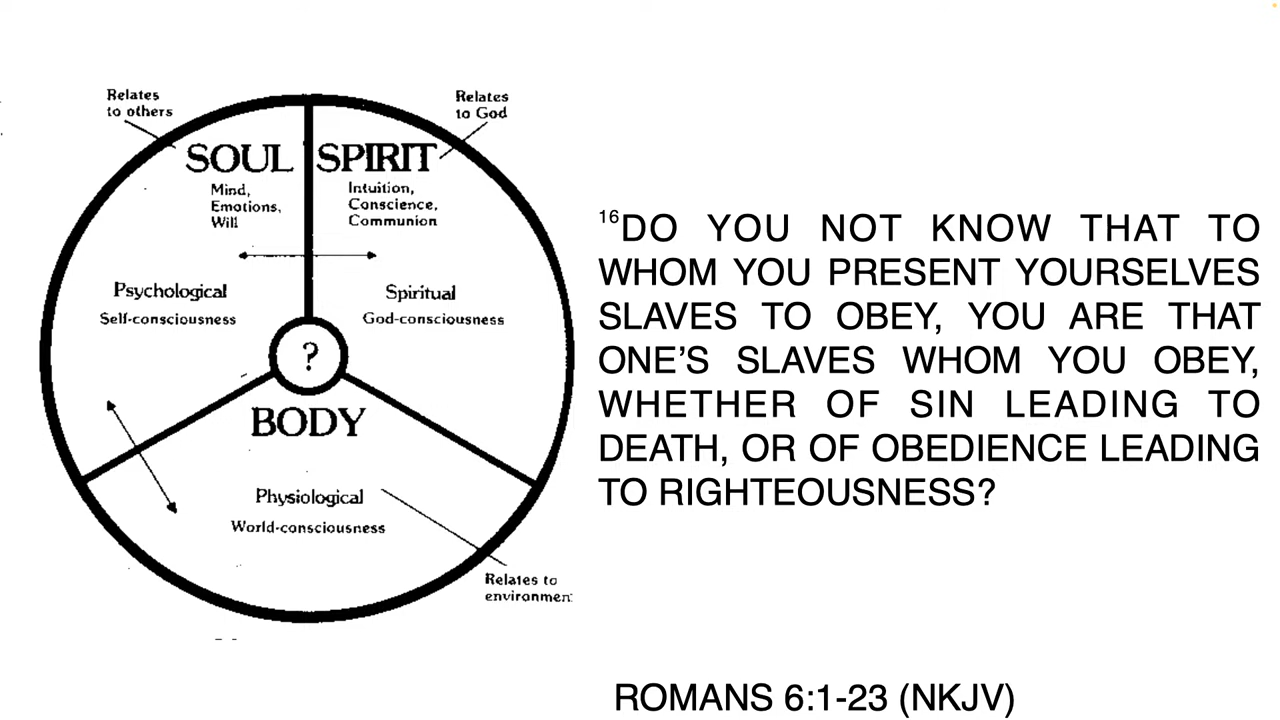 Relates
to others
Relates
to God
SOUL
SPIRIT
Mind,
Emotions,
Will
Intuition,
Conscience,
Communion
Psychological
Self-consciousness
Spiritual
God-consciousness
?
BODY
Physiological
World-consciousness
Relates to
environmen
16DO YOU NOT KNOW THAT TO
WHOM YOU PRESENT YOURSELVES
SLAVES TO OBEY, YOU ARE THAT
ONE’S SLAVES WHOM YOU OBEY,
WHETHER OF SIN LEADING TO
DEATH, OR OF OBEDIENCE LEADING
TO RIGHTEOUSNESS?
ROMANS 6:1-23 (NKJV)